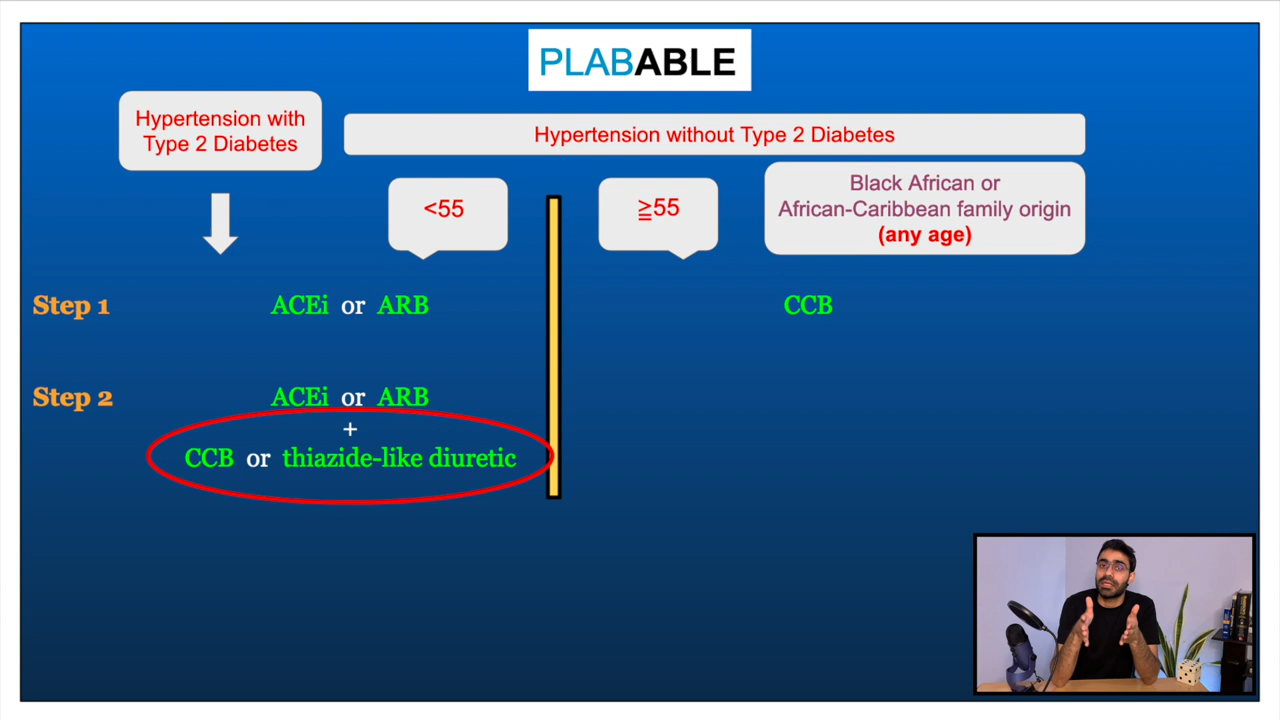 PLABABLE
Hypertension with
Type 2 Diabetes
Hypertension without Type 2 Diabetes
<55
≧55
Black African or
African-Caribbean family origin
(any age)
Step 1
ACEi or ARB
CCB
Step 2
ACEi or ARB
+
CCB or thiazide-like diuretic